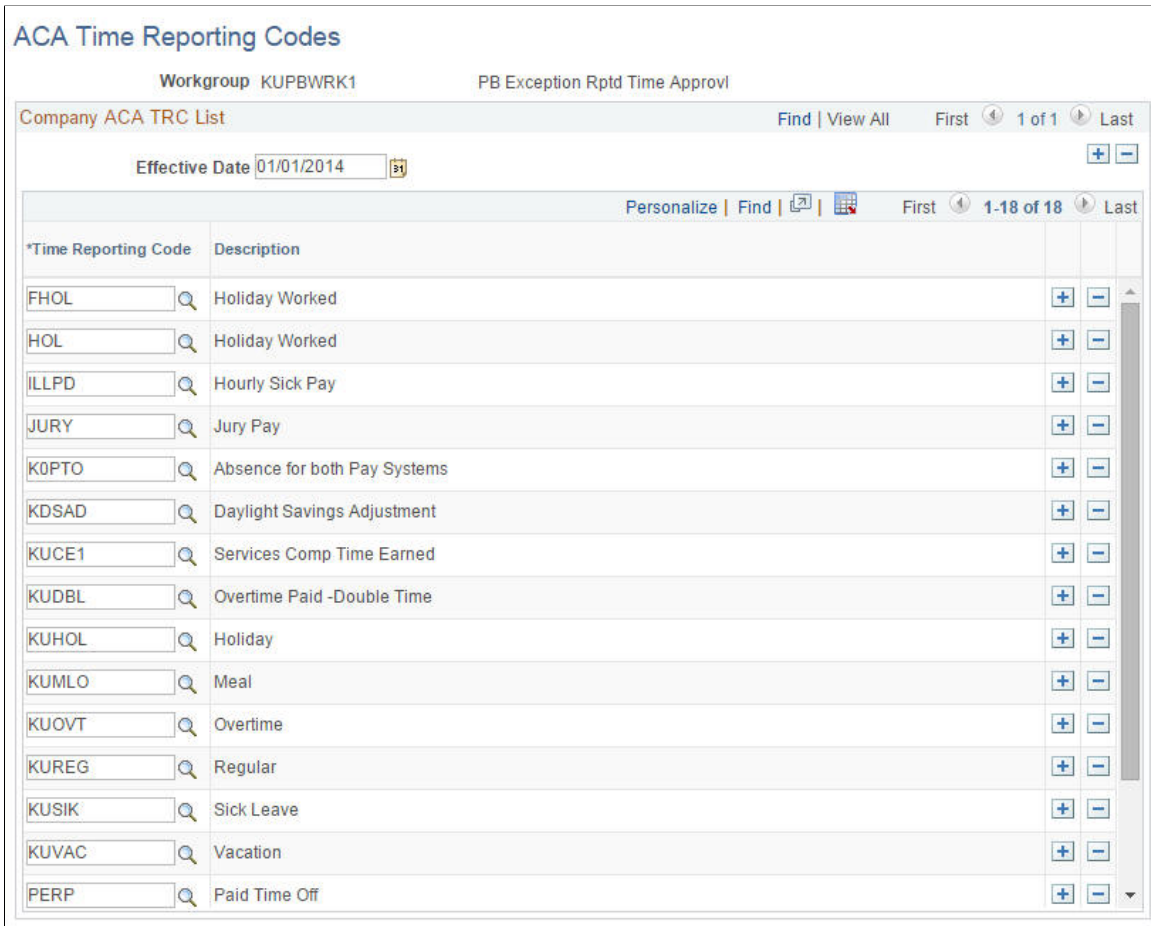 ACA Time Reporting Codes
Workgroup KUPBWRK1 PB Exception Rptd Time Approvl
Company ACA TRC List Find | View All First 1 of 1 Last
Effective Date 01/01/2014 31
Personalize | Find | | First 1-18 of 18 Last
*Time Reporting Code Description
FHOL Holiday Worked
HOL Holiday Worked
ILLPD Hourly Sick Pay
JURY Jury Pay
K0PTO Absence for both Pay Systems
KDSAD Daylight Savings Adjustment
KUCE1 Services Comp Time Earned
KUDBL Overtime Paid -Double Time
KUHOL Holiday
KUMLO Meal
KUOVT Overtime
KUREG Regular
KUSIK Sick Leave
KUVAC Vacation
PERP Paid Time Off